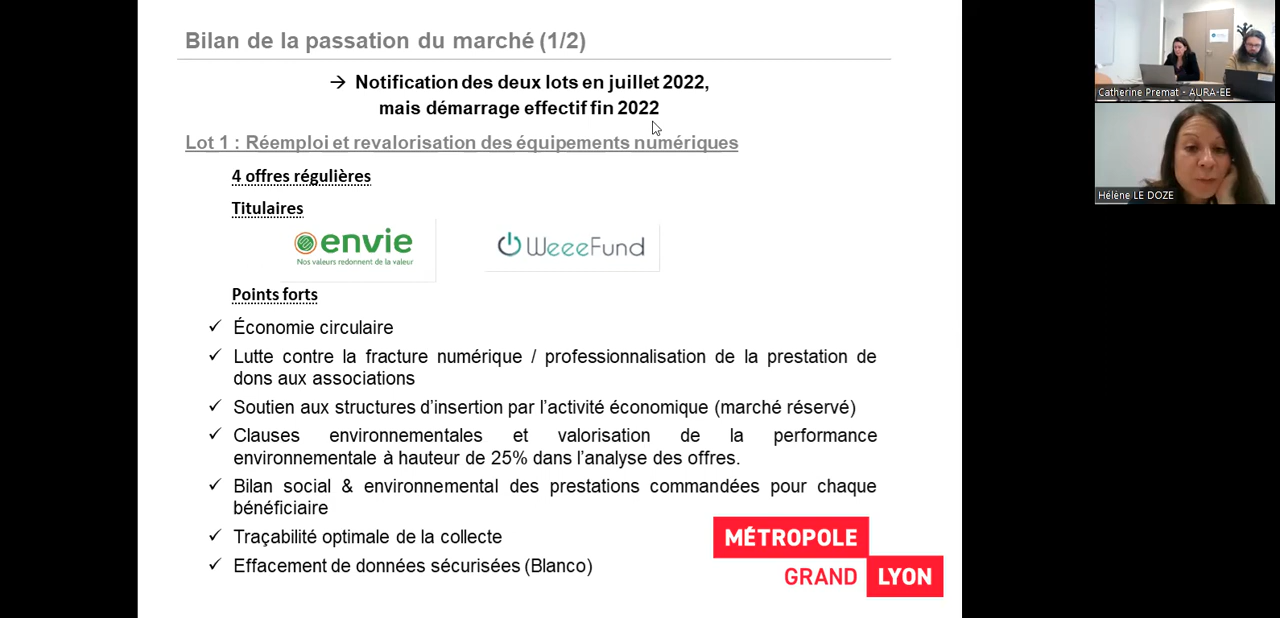 Bilan de la passation du marché (1/2)
→ Notification des deux lots en juillet 2022,
mais démarrage effectif fin 2022
Lot 1 : Réemploi et revalorisation des équipements numériques
4 offres régulières
Titulaires
envie
Nos valeurs redonnent de la valeur
WeeeFund
Points forts
✓ Économie circulaire
✓ Lutte contre la fracture numérique / professionnalisation de la prestation de
dons aux associations
✓ Soutien aux structures d’insertion par l’activité économique (marché réservé)
✓ Clauses environnementales et valorisation de la performance
environnementale à hauteur de 25% dans l’analyse des offres.
✓ Bilan social & environnemental des prestations commandées pour chaque
bénéficiaire
✓ Traçabilité optimale de la collecte
✓ Effacement de données sécurisées (Blanco)
MÉTROPOLE
GRAND LYON
Catherine Premat - AURA-EE
Hélène LE DOZE